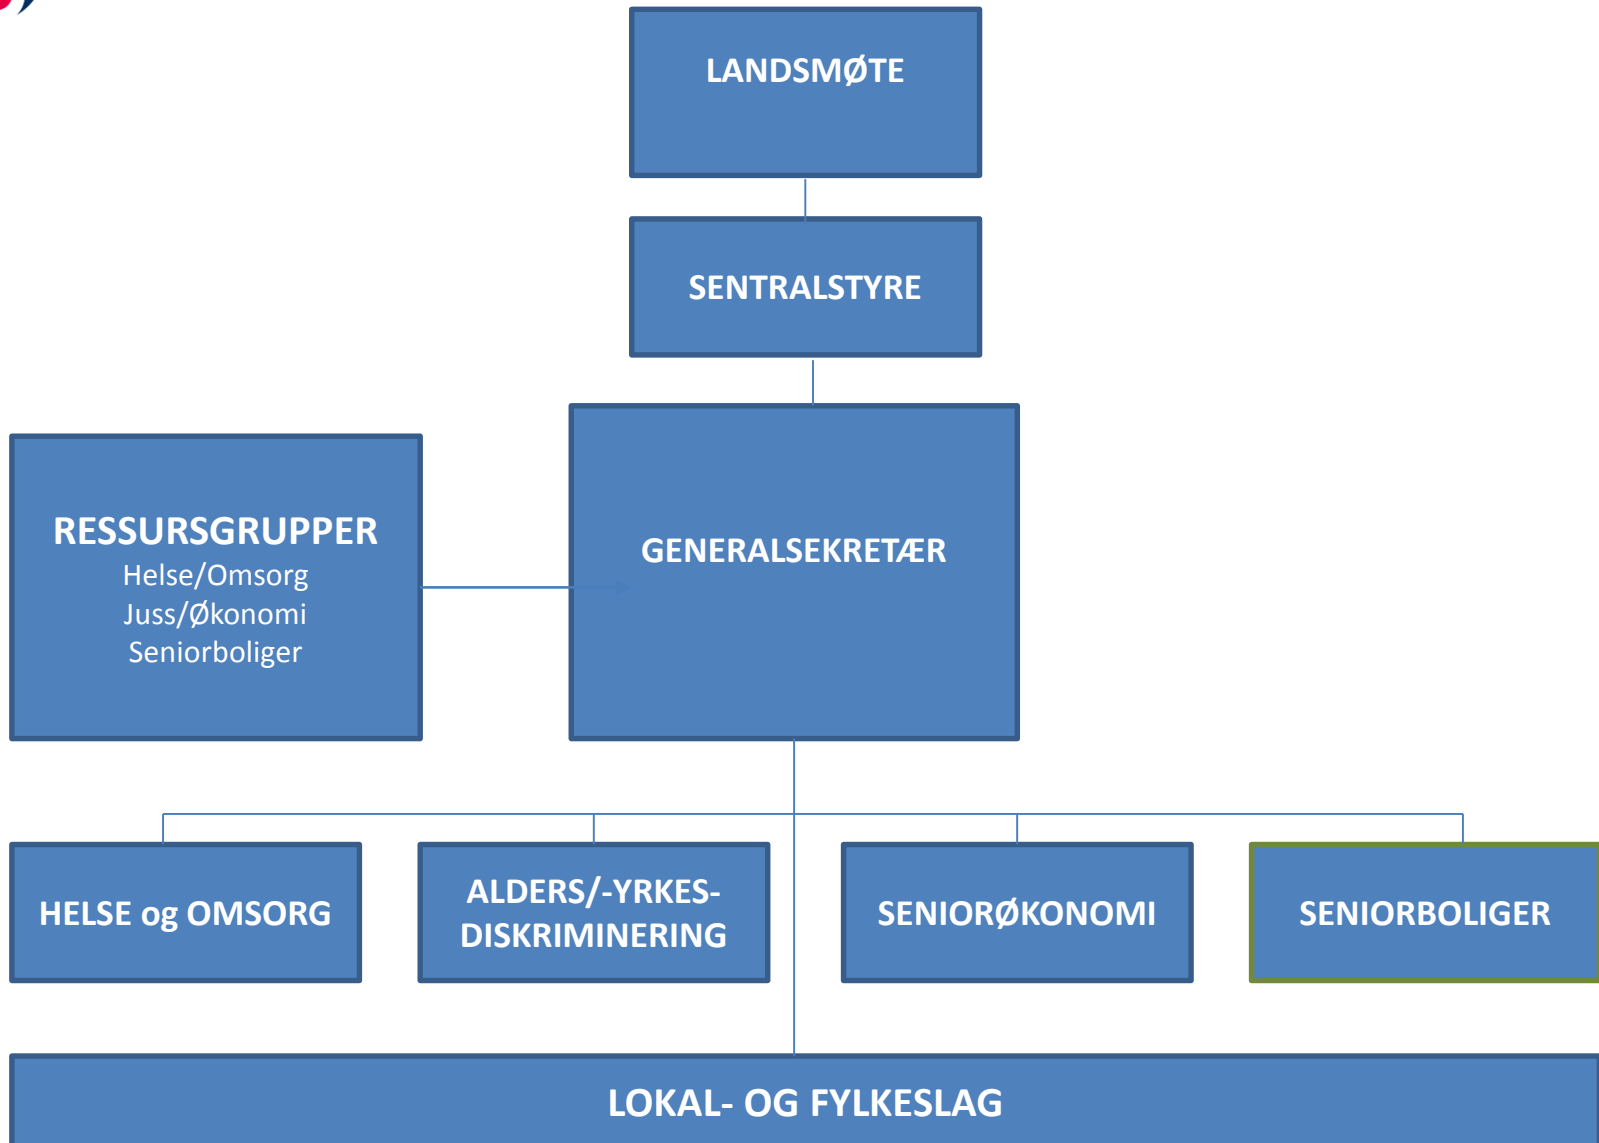 LANDSMØTE
SENTRALSTYRE
GENERALSEKRETÆR
RESSURSGRUPPER
Helse/Omsorg
Juss/Økonomi
Seniorboliger
HELSE og OMSORG
ALDERS/-YRKES-
DISKRIMINERING
SENIORØKONOMI
SENIORBOLIGER
LOKAL- OG FYLKESLAG